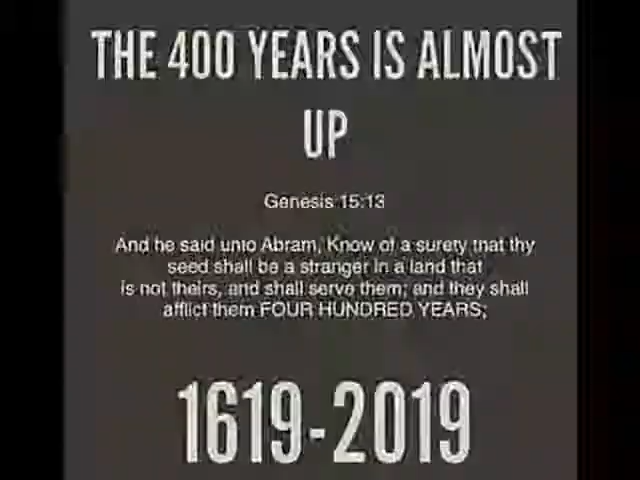 THE 400 YEARS IS ALMOST
UP
Genesis 15:13
And he said unto Abram, Know of a surety that thy
seed shall be a stranger in a land that
is not theirs, and shall serve them; and they shall
afflict them FOUR HUNDRED YEARS;
1619-2019